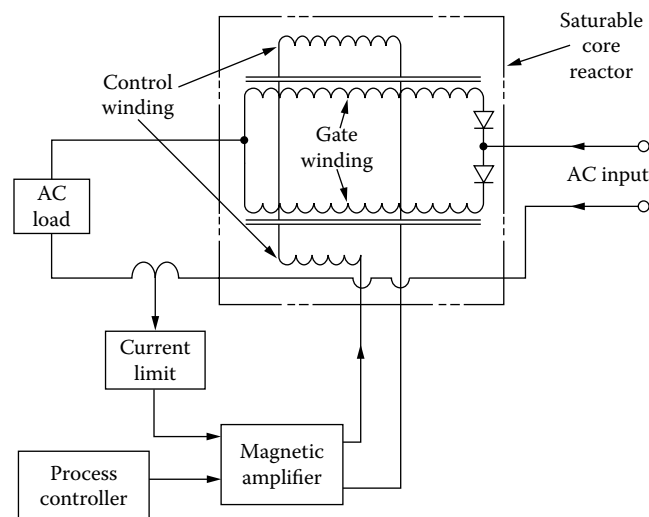 Saturable
core
reactor
Control
winding
Gate
winding
AC input
AC
load
Current
limit
Magnetic
amplifier
Process
controller